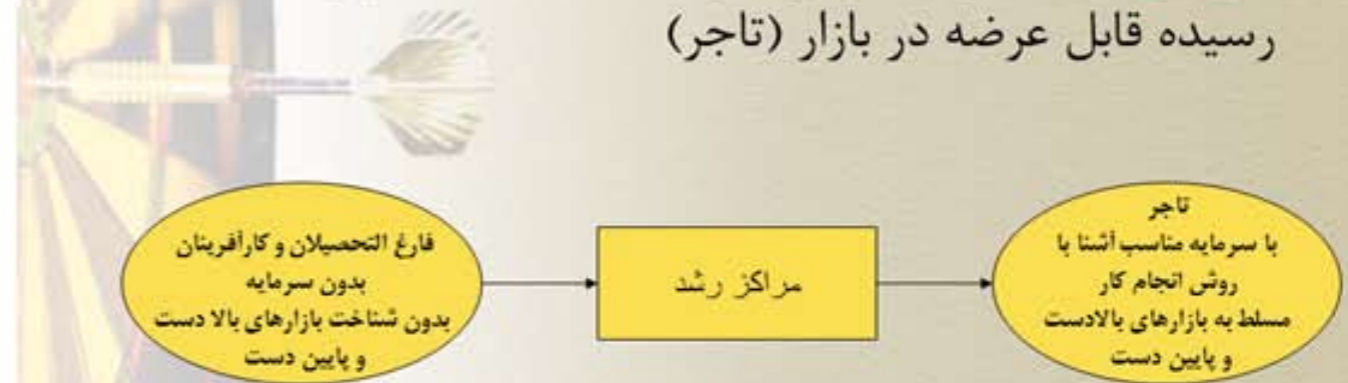 رسیده قابل عرضه در بازار (تاجر)
فارغ التحصیلان و کارآفرینان
بدون سرمایه
بدون شناخت بازارهای بالا دست
و پایین دست
مراکز رشد
تاجر
با سرمایه مناسب آشنا با
روش انجام کار
مسلط به بازارهای بالادست
و پایین دست